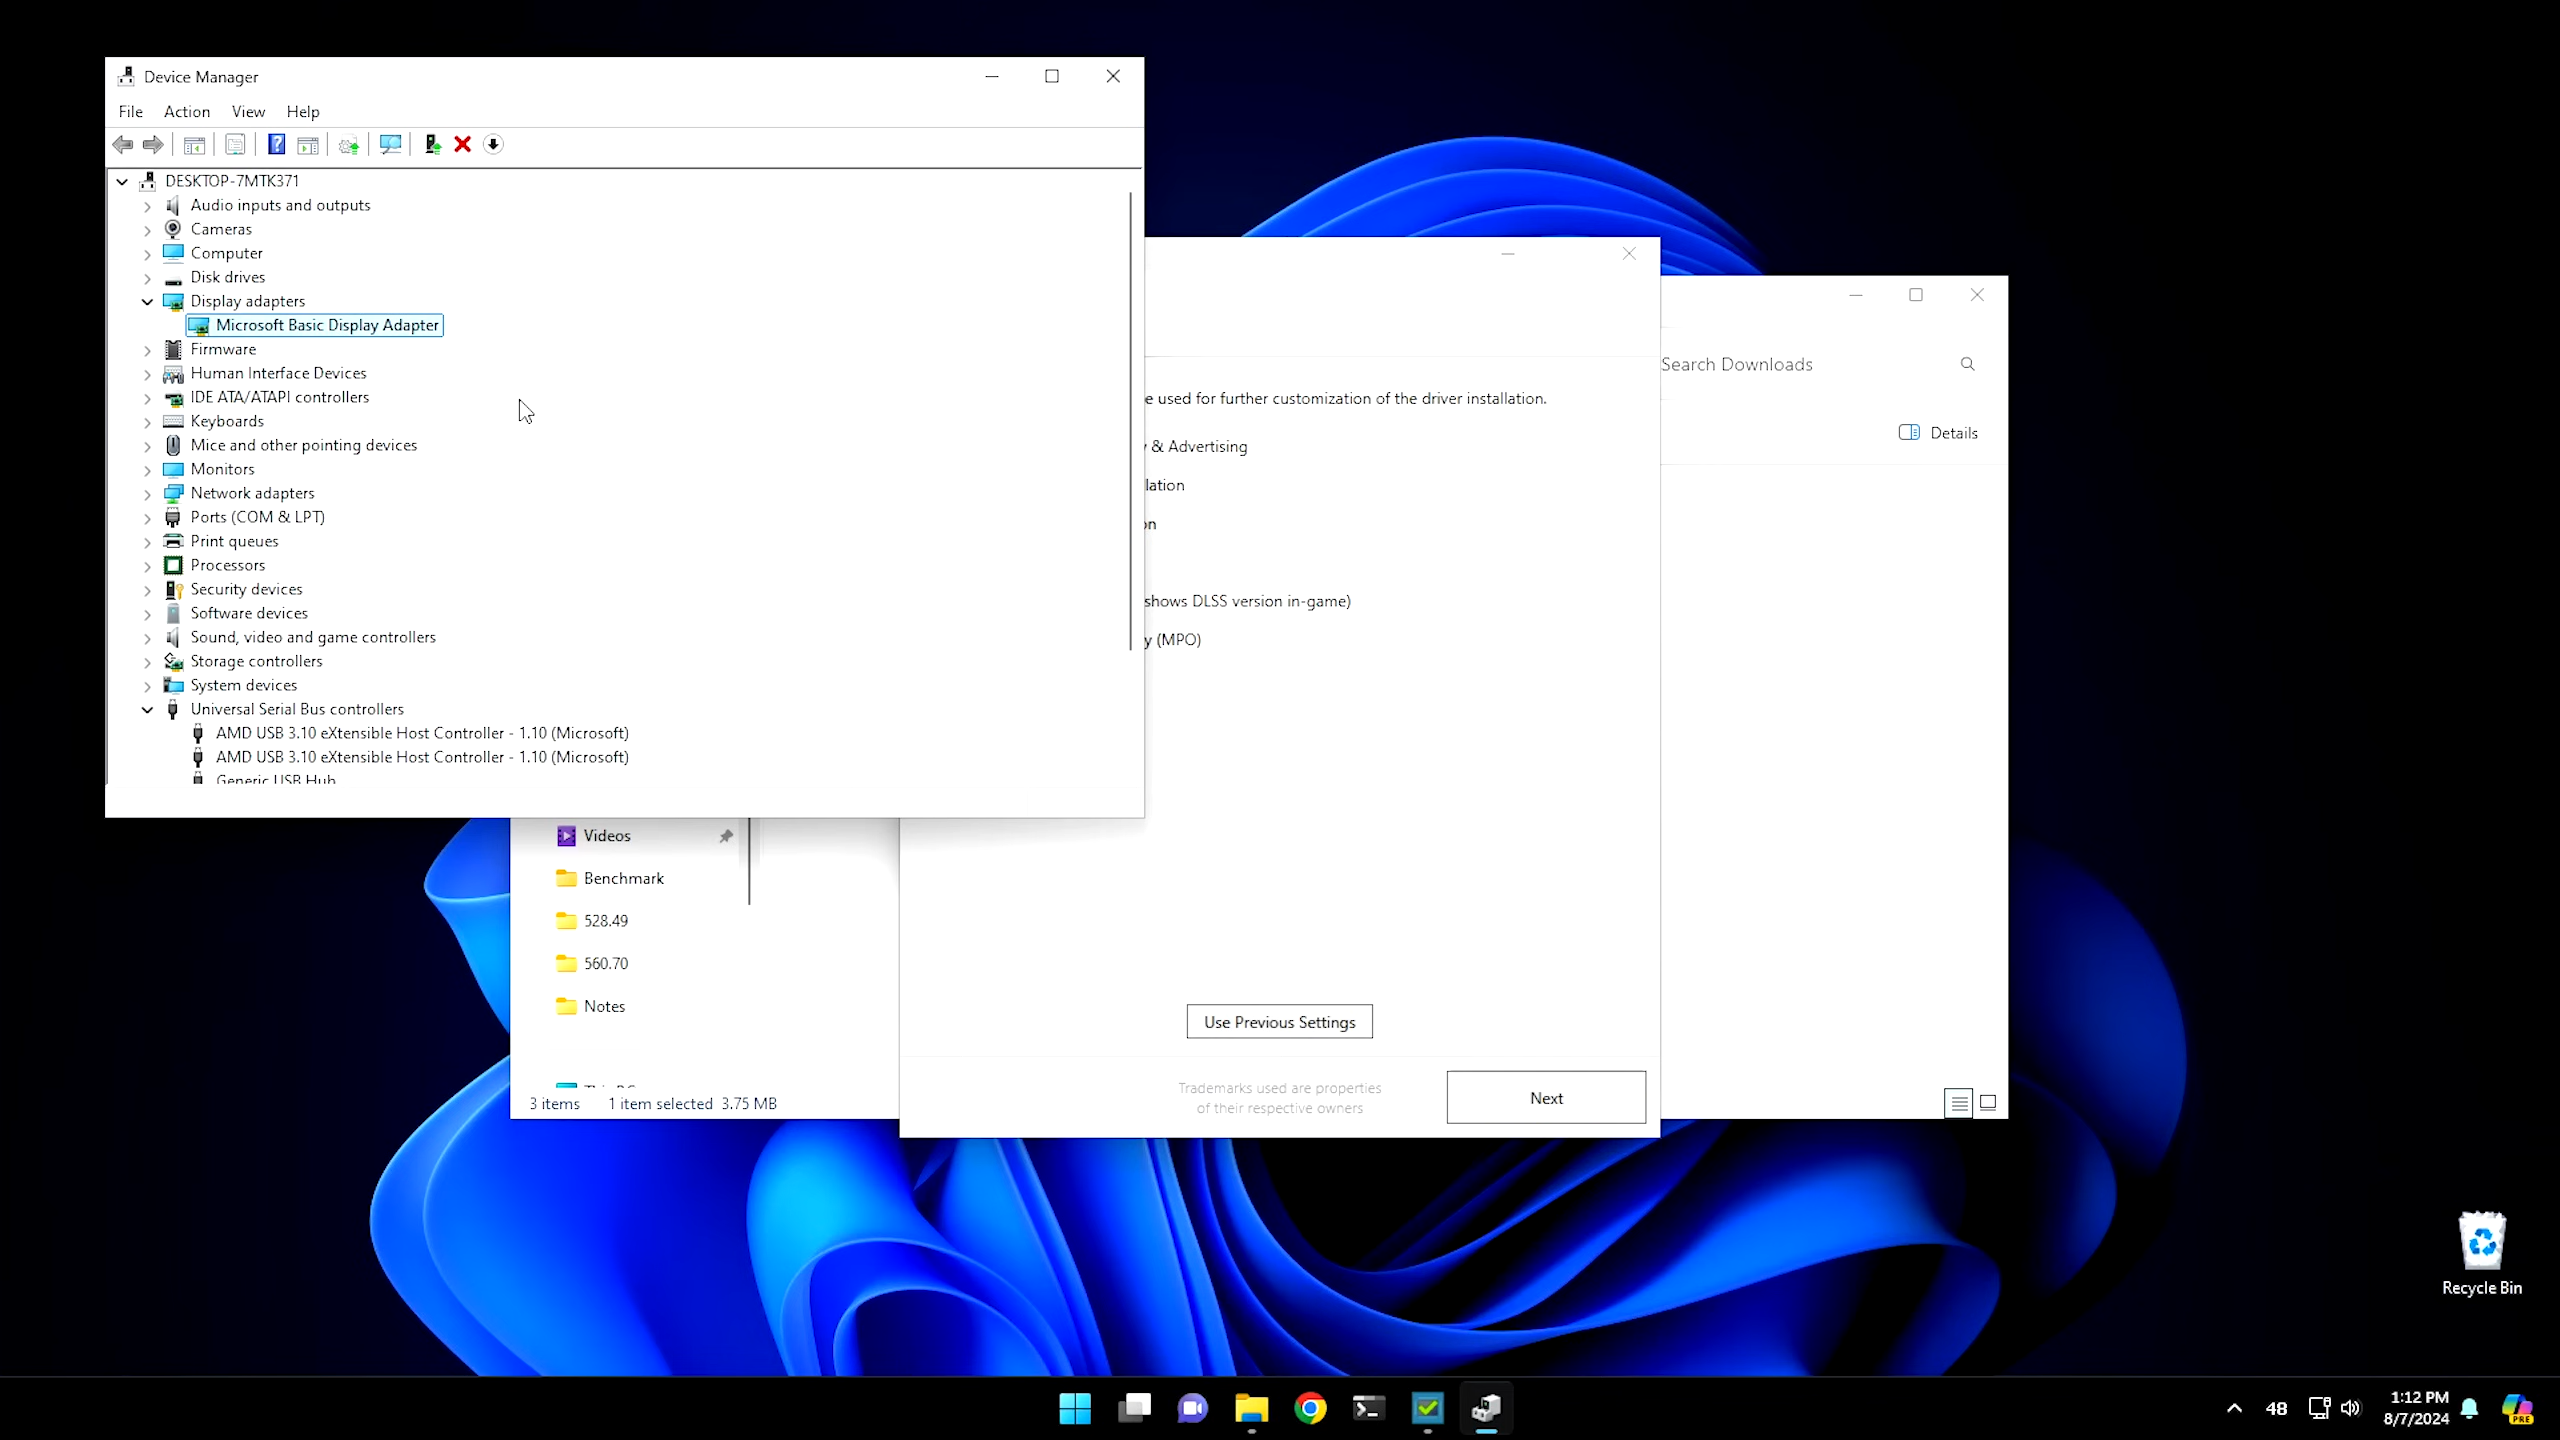 Device Manager
File Action View Help
DESKTOP-7MTK371
Audio inputs and outputs
Cameras
Computer
Disk drives
Display adapters
Microsoft Basic Display Adapter
Firmware
Human Interface Devices
IDE ATA/ATAPI controllers
Keyboards
Mice and other pointing devices
Monitors
Network adapters
Ports (COM & LPT)
Print queues
Processors
Security devices
Software devices
Sound, video and game controllers
Storage controllers
System devices
Universal Serial Bus controllers
AMD USB 3.10 eXtensible Host Controller - 1.10 (Microsoft)
AMD USB 3.10 eXtensible Host Controller - 1.10 (Microsoft)
Generic USB Hub
e used for further customization of the driver installation.
& Advertising
lation
on
shows DLSS version in-game)
y (MPO)
Use Previous Settings
Trademarks used are properties
of their respective owners
Next
Search Downloads
Details
Videos
Benchmark
528.49
560.70
Notes
3 items 1 item selected 3.75 MB
Recycle Bin
48
1:12 PM
8/7/2024
PRE